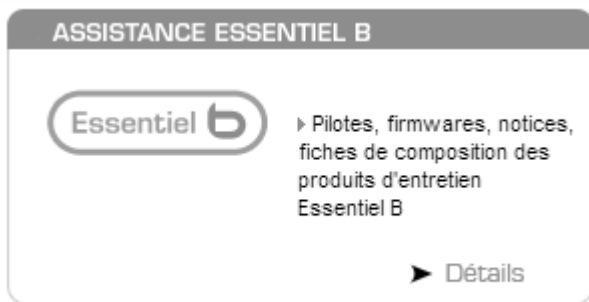 ASSISTANCE ESSENTIEL B
Essentiel b
Pilotes, firmwares, notices,
fiches de composition des
produits d'entretien
Essentiel B
Détails